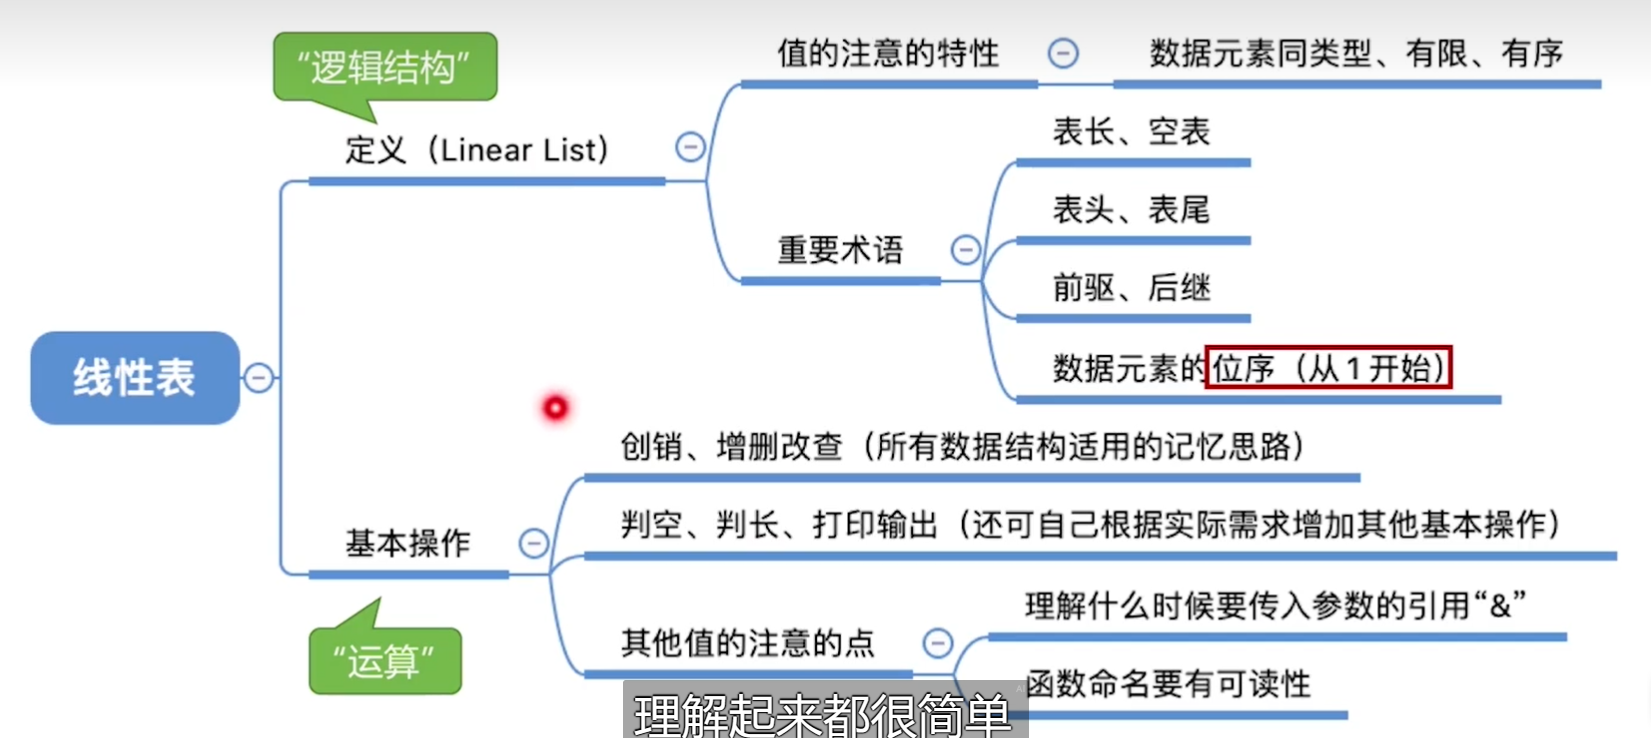 “逻辑结构”
值的注意的特性
数据元素同类型、有限、有序
定义（Linear List）
表长、空表
表头、表尾
重要术语
前驱、后继
数据元素的位序（从1开始）
线性表
创销、增删改查（所有数据结构适用的记忆思路）
判空、判长、打印输出（还可自己根据实际需求增加其他基本操作）
基本操作
理解什么时候要传入参数的引用“&”
其他值的注意的点
“运算”
函数命名要有可读性
理解起来都很简单